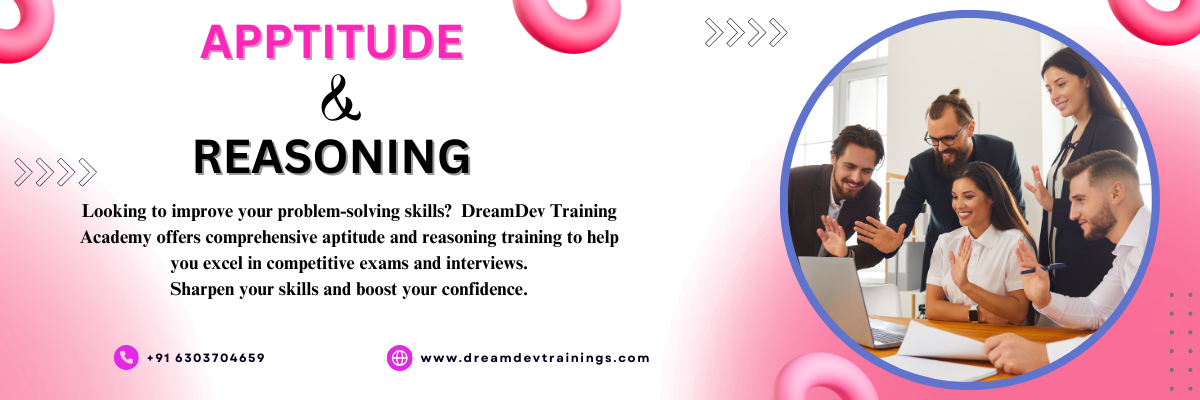 APPTITUDE
&
REASONING
Looking to improve your problem-solving skills? DreamDev Training
Academy offers comprehensive aptitude and reasoning training to help
you excel in competitive exams and interviews.
Sharpen your skills and boost your confidence.
+91 6303704659
www.dreamdevtrainings.com